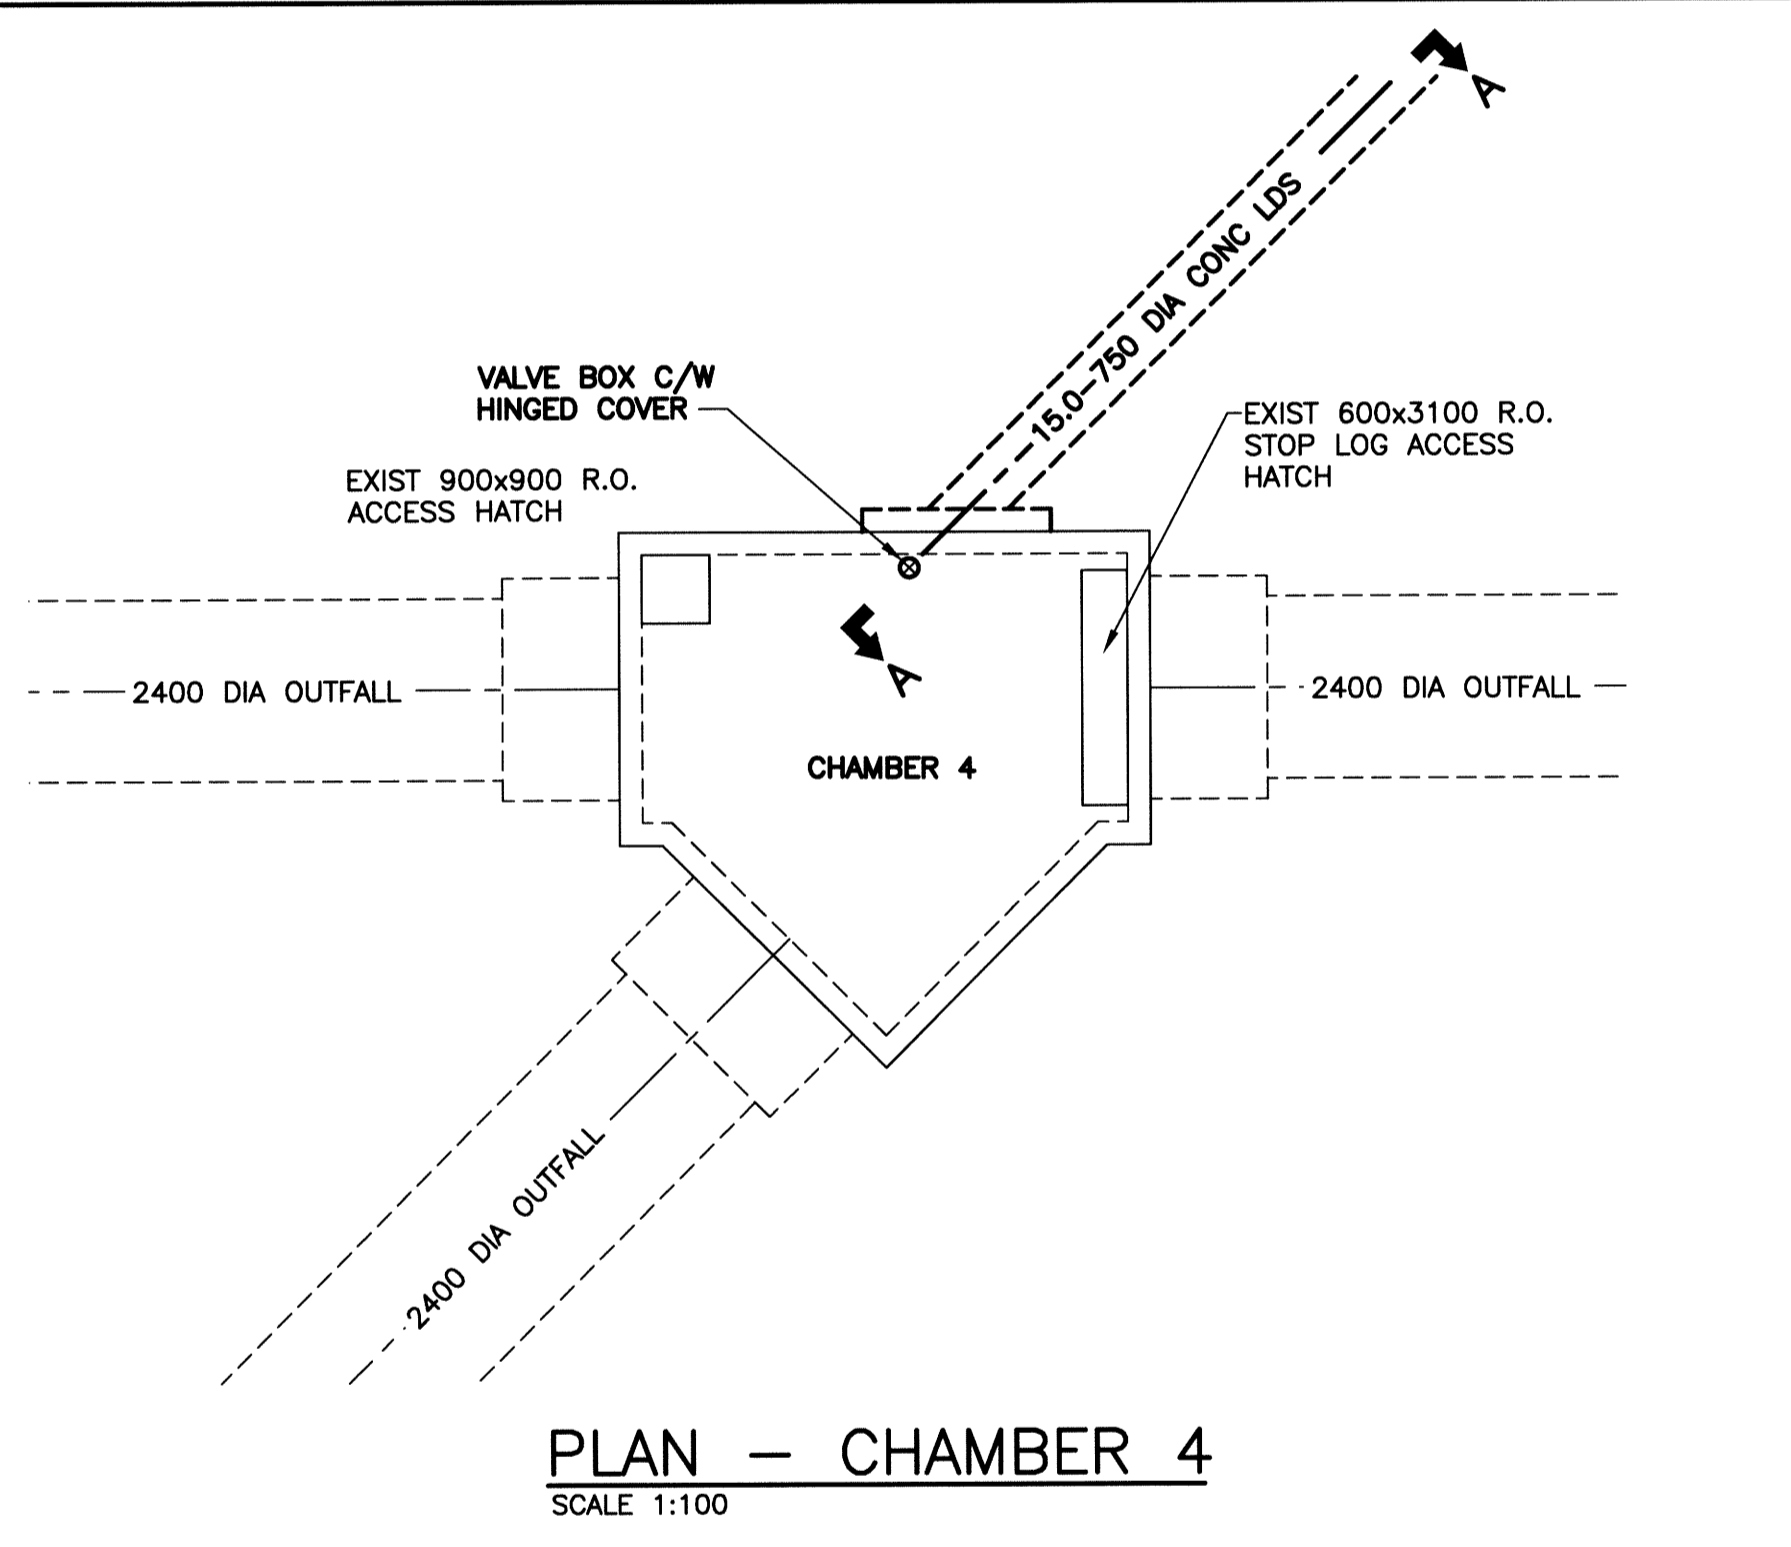 A
15.0-750 DIA CONC LDS
VALVE BOX C/W
HINGED COVER
EXIST 900x900 R.O.
ACCESS HATCH
EXIST 600x3100 R.O.
STOP LOG ACCESS
HATCH
2400 DIA OUTFALL
A
2400 DIA OUTFALL
CHAMBER 4
2400 DIA OUTFALL
PLAN - CHAMBER 4
SCALE 1:100